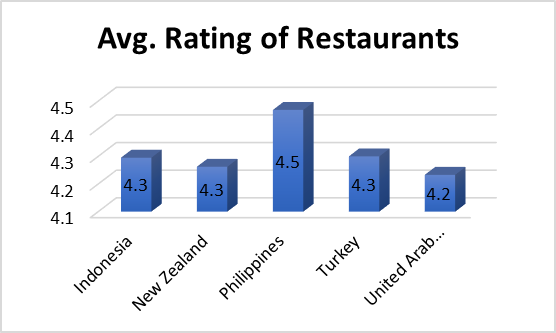 Avg. Rating of Restaurants
4.5
4.4
4.3
4.2
4.1
4.3
4.3
4.5
4.3
4.2
Indonesia
New Zealand
Philippines
Turkey
United Arab...